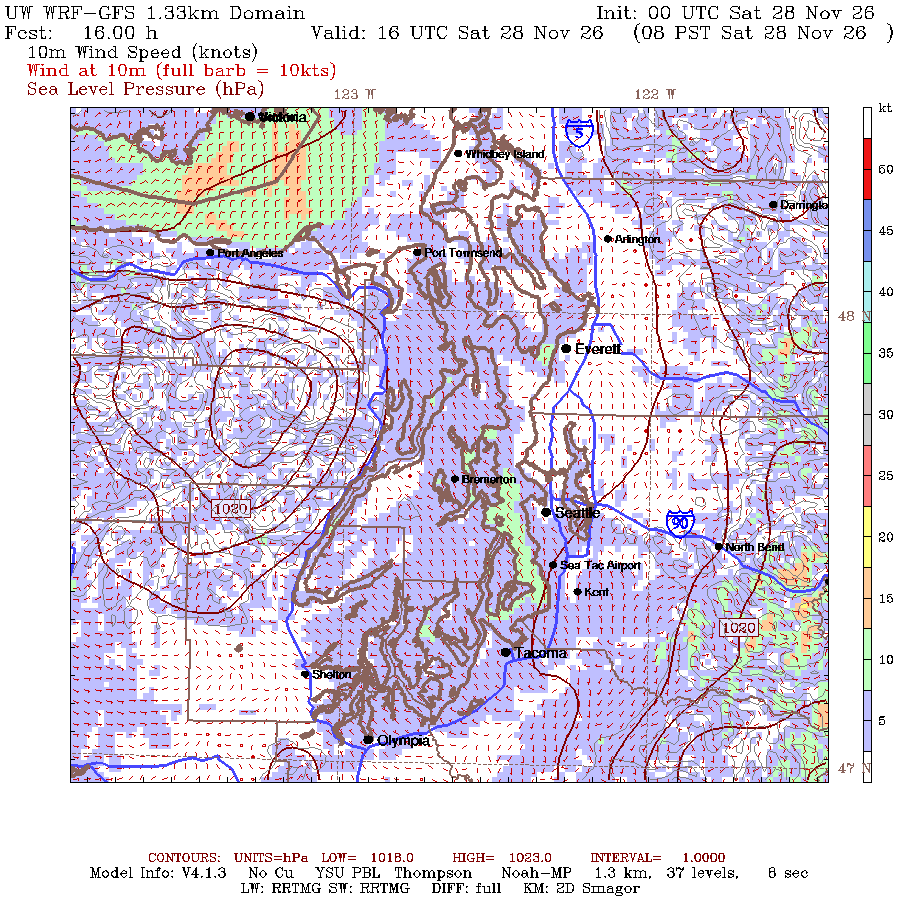 UW WRF-GFS 1.33km Domain Init: 00 UTC Sat 28 Nov 26
Fcst: 16.00 h Valid: 16 UTC Sat 28 Nov 26 (08 PST Sat 28 Nov 26 )
10m Wind Speed (knots)
Wind at 10m (full barb = 10kts)
Sea Level Pressure (hPa)
123 W 122 W
kt
Victoria
5
Whidbey Island
50
Darringto
45
Arlington
Port Angeles Port Townsend
40
48 N
Everett
35
30
25
Bremerton
1020
Seattle
90
20
North Bend
Sea Tac Airport
Kent
15
1020
Tacoma
10
Shelton
5
Olympia
47 N
CONTOURS: UNITS=hPa LOW= 1018.0 HIGH= 1023.0 INTERVAL= 1.0000
Model Info: V4.1.3 No Cu YSU PBL Thompson Noah-MP 1.3 km, 37 levels, 8 sec
LW: RRTMG SW: RRTMG DIFF: full KM: 2D Smagor